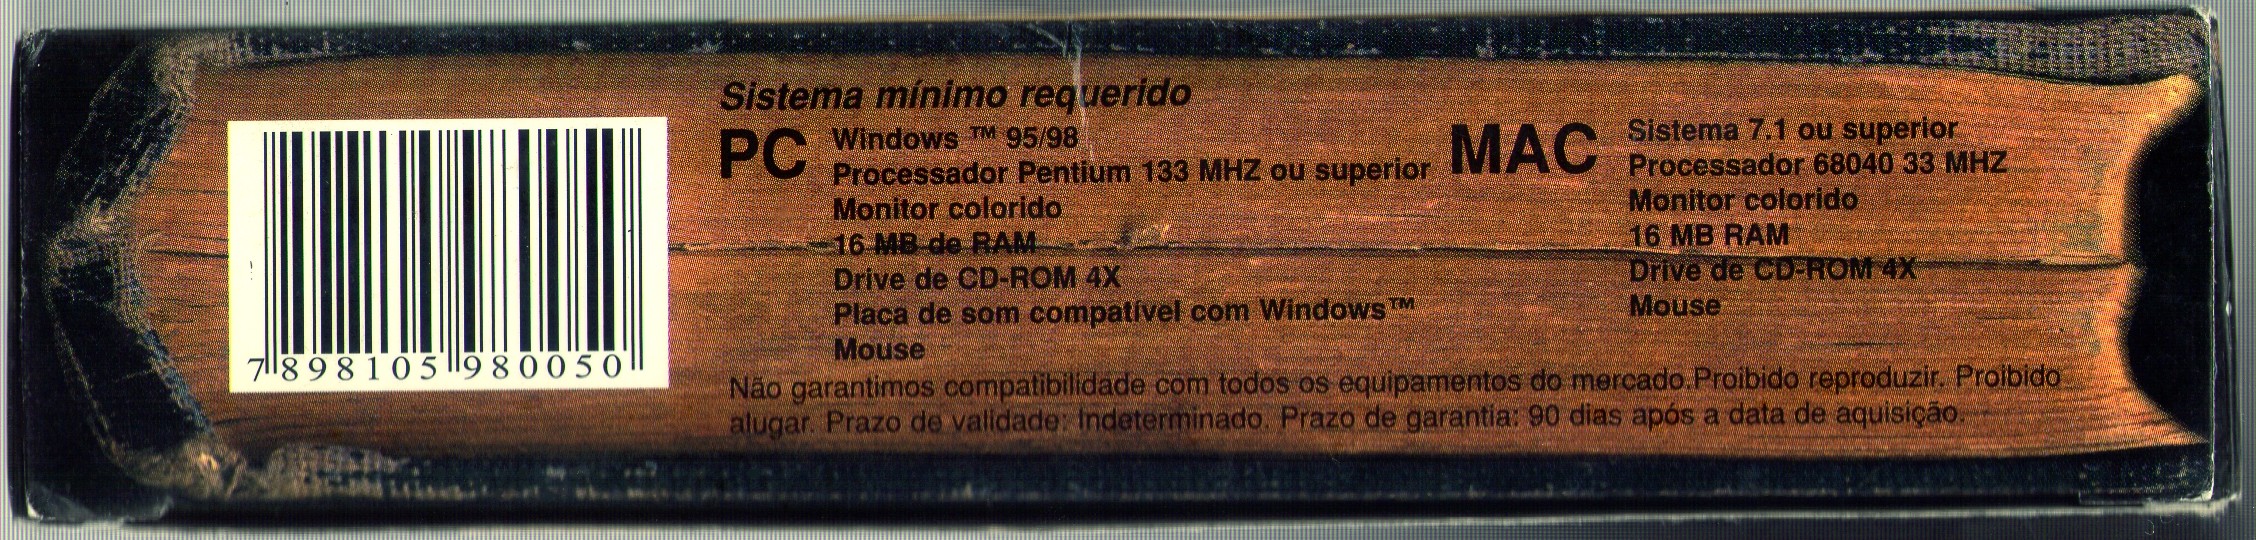 Sistema mínimo requerido
PC
Windows ™ 95/98
Processador Pentium 133 MHZ ou superior
Monitor colorido
16 MB de RAM
Drive de CD-ROM 4X
Placa de som compatível com Windows™
Mouse
MAC
Sistema 7.1 ou superior
Processador 68040 33 MHZ
Monitor colorido
16 MB RAM
Drive de CD-ROM 4X
Mouse
Não garantimos compatibilidade com todos os equipamentos do mercado.Proibido reproduzir. Proibido
alugar. Prazo de validade: Indeterminado. Prazo de garantia: 90 dias após a data de aquisição.
7 898105 980050